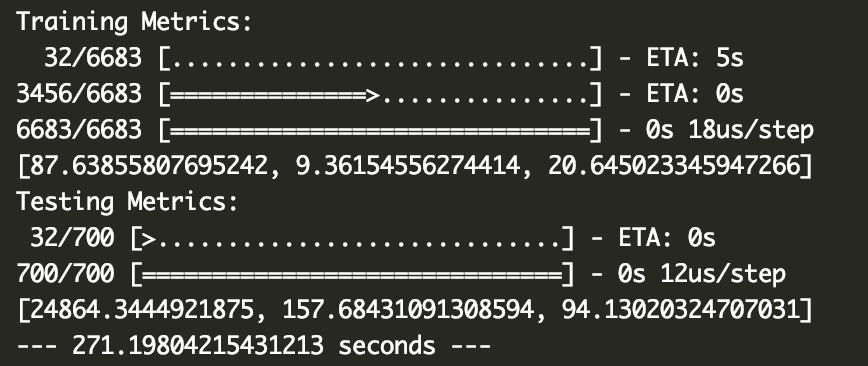 Training Metrics:
32/6683 [..............................] - ETA: 5s
3456/6683 [==============>...............] - ETA: 0s
6683/6683 [==============================] - 0s 18us/step
[87.63855807695242, 9.36154556274414, 20.645023345947266]
Testing Metrics:
32/700 [>.............................] - ETA: 0s
700/700 [==============================] - 0s 12us/step
[24864.3444921875, 157.68431091308594, 94.13020324707031]
--- 271.19804215431213 seconds ---